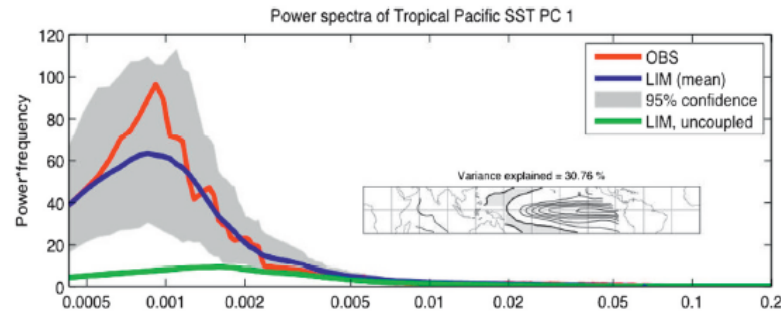 Power spectra of Tropical Pacific SST PC 1
120
100
80
60
40
20
0
Power*frequency
OBS
LIM (mean)
95% confidence
LIM, uncoupled
Variance explained = 30.76 %
0.0005 0.001 0.002 0.005 0.01 0.02 0.05 0.1 0.2